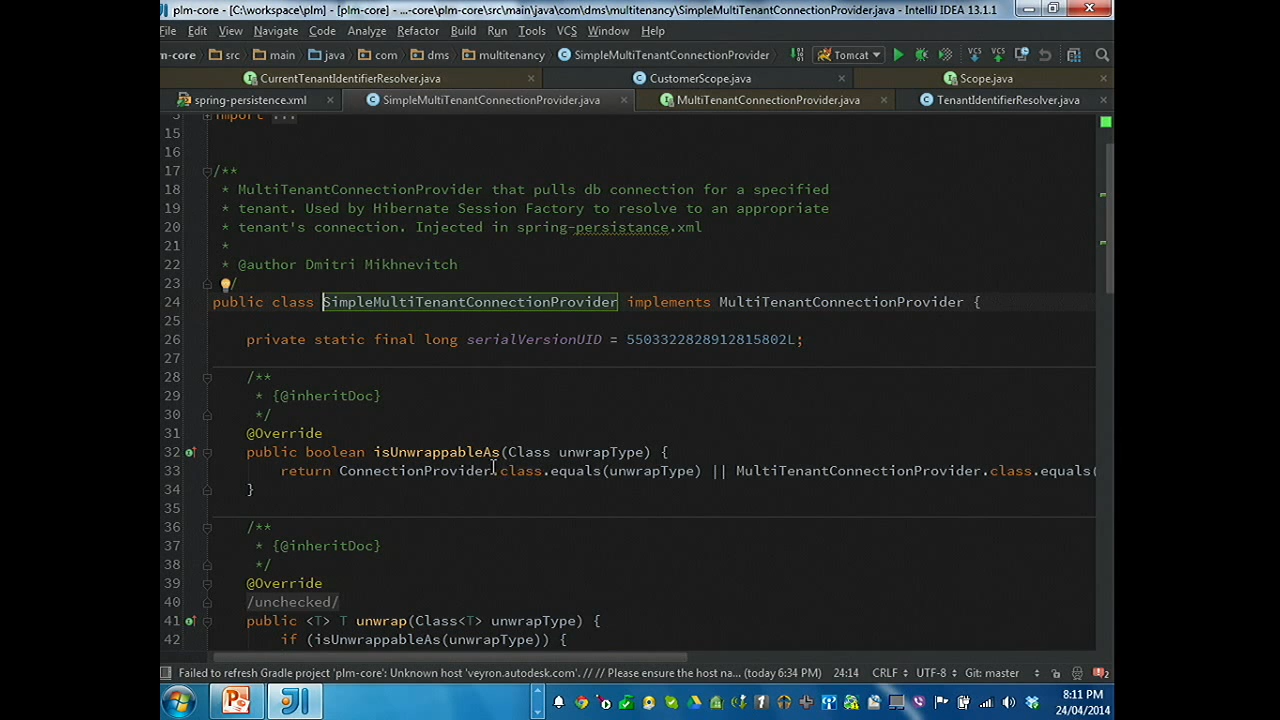 plm-core - [C:\workspace\plm] - [plm-core] - ...-core\plm-core\src\main\java\com\dms\multitenancy\SimpleMultiTenantConnectionProvider.java - IntelliJ IDEA 13.1.1
File Edit View Navigate Code Analyze Refactor Build Run Tools VCS Window Help
m-core src main java com dms multitenancy SimpleMultiTenantConnectionProvider Tomcat
CurrentTenantIdentifierResolver.java CustomerScope.java Scope.java
spring-persistence.xml SimpleMultiTenantConnectionProvider.java MultiTenantConnectionProvider.java TenantIdentifierResolver.java
import ...
15
16
17 /**
18 * MultiTenantConnectionProvider that pulls db connection for a specified
19 * tenant. Used by Hibernate Session Factory to resolve to an appropriate
20 * tenant's connection. Injected in spring-persistance.xml
21 *
22 * @author Dmitri Mikhnevitch
23 /
24 public class SimpleMultiTenantConnectionProvider implements MultiTenantConnectionProvider {
25
26 private static final long serialVersionUID = 5503322828912815802L;
27
28 /**
29 * {@inheritDoc}
30 */
31 @Override
32 public boolean isUnwrappableAs(Class unwrapType) {
33 return ConnectionProvider.class.equals(unwrapType) || MultiTenantConnectionProvider.class.equals(
34 }
35
36 /**
37 * {@inheritDoc}
38 */
39 @Override
40 /unchecked/
41 public <T> T unwrap(Class<T> unwrapType) {
42 if (isUnwrappableAs(unwrapType)) {
Failed to refresh Gradle project 'plm-core': Unknown host 'veyron.autodesk.com'. // // Please ensure the host na... (today 6:34 PM) 24:14 CRLF UTF-8 Git: master
8:11 PM
24/04/2014